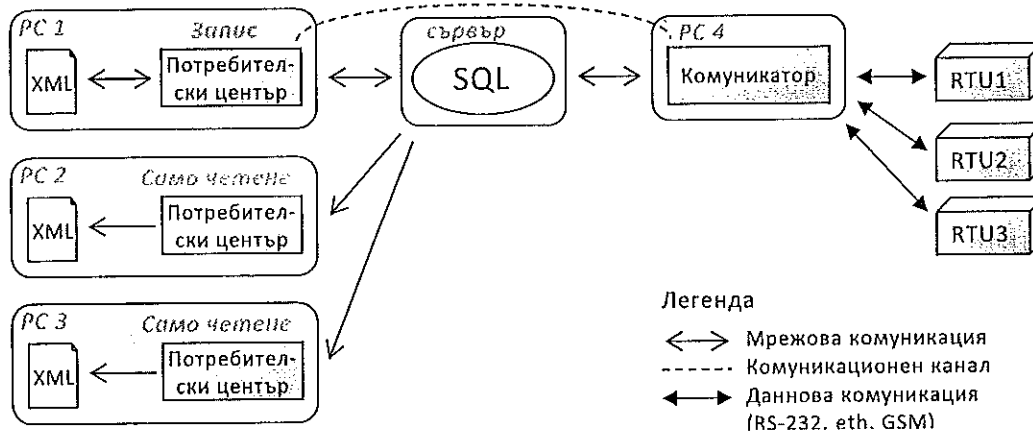 PC 1
Запис
XML
Потребител-
ски център
сървър
SQL
PC 4
Комуникатор
RTU1
RTU2
RTU3
PC 2
Само четене
XML
Потребител-
ски център
PC 3
Само четене
XML
Потребител-
ски център
Легенда
Мрежова комуникация
Комуникационен канал
Даннова комуникация
(RS-232, eth, GSM)